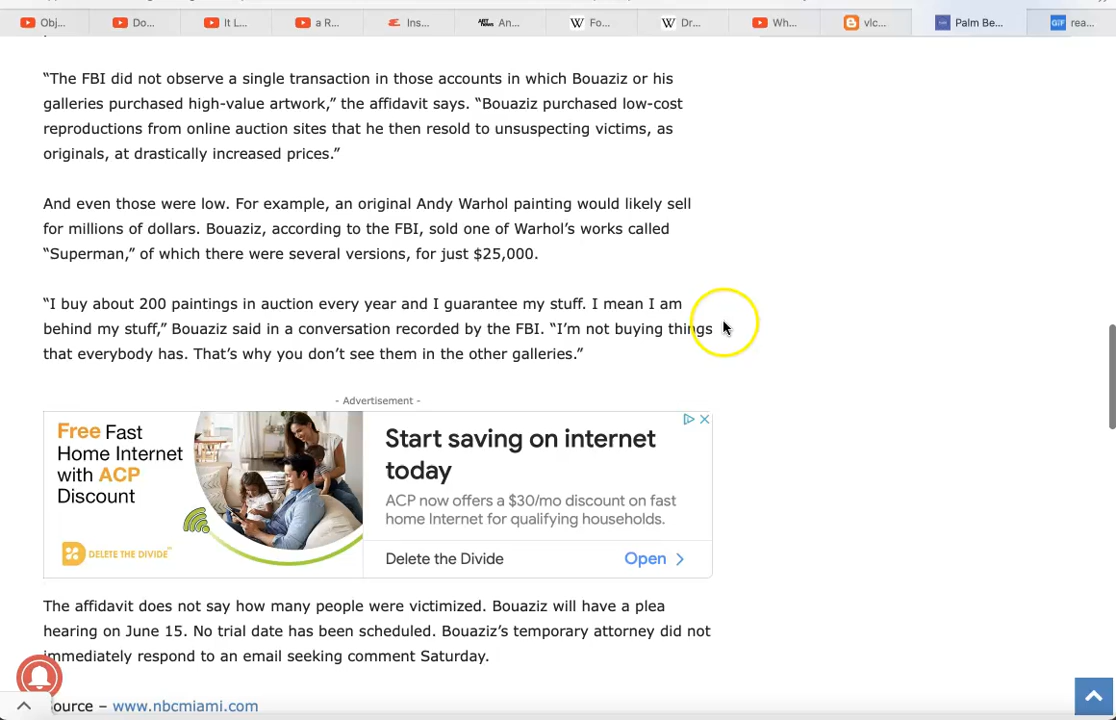 Obj...
Do...
It L...
a R...
Ins...
An...
Fo...
Dr...
Wh...
vlc...
Palm Be...
GIF
rea...
“The FBI did not observe a single transaction in those accounts in which Bouaziz or his
galleries purchased high-value artwork,” the affidavit says. “Bouaziz purchased low-cost
reproductions from online auction sites that he then resold to unsuspecting victims, as
originals, at drastically increased prices.”
And even those were low. For example, an original Andy Warhol painting would likely sell
for millions of dollars. Bouaziz, according to the FBI, sold one of Warhol’s works called
“Superman,” of which there were several versions, for just $25,000.
“I buy about 200 paintings in auction every year and I guarantee my stuff. I mean I am
behind my stuff,” Bouaziz said in a conversation recorded by the FBI. “I’m not buying things
that everybody has. That’s why you don’t see them in the other galleries.”
- Advertisement -
Free Fast
Home Internet
with ACP
Discount
DELETE THE DIVIDE
Start saving on internet
today
ACP now offers a $30/mo discount on fast
home Internet for qualifying households.
Delete the Divide
Open
The affidavit does not say how many people were victimized. Bouaziz will have a plea
hearing on June 15. No trial date has been scheduled. Bouaziz’s temporary attorney did not
immediately respond to an email seeking comment Saturday.
Source – www.nbcmiami.com